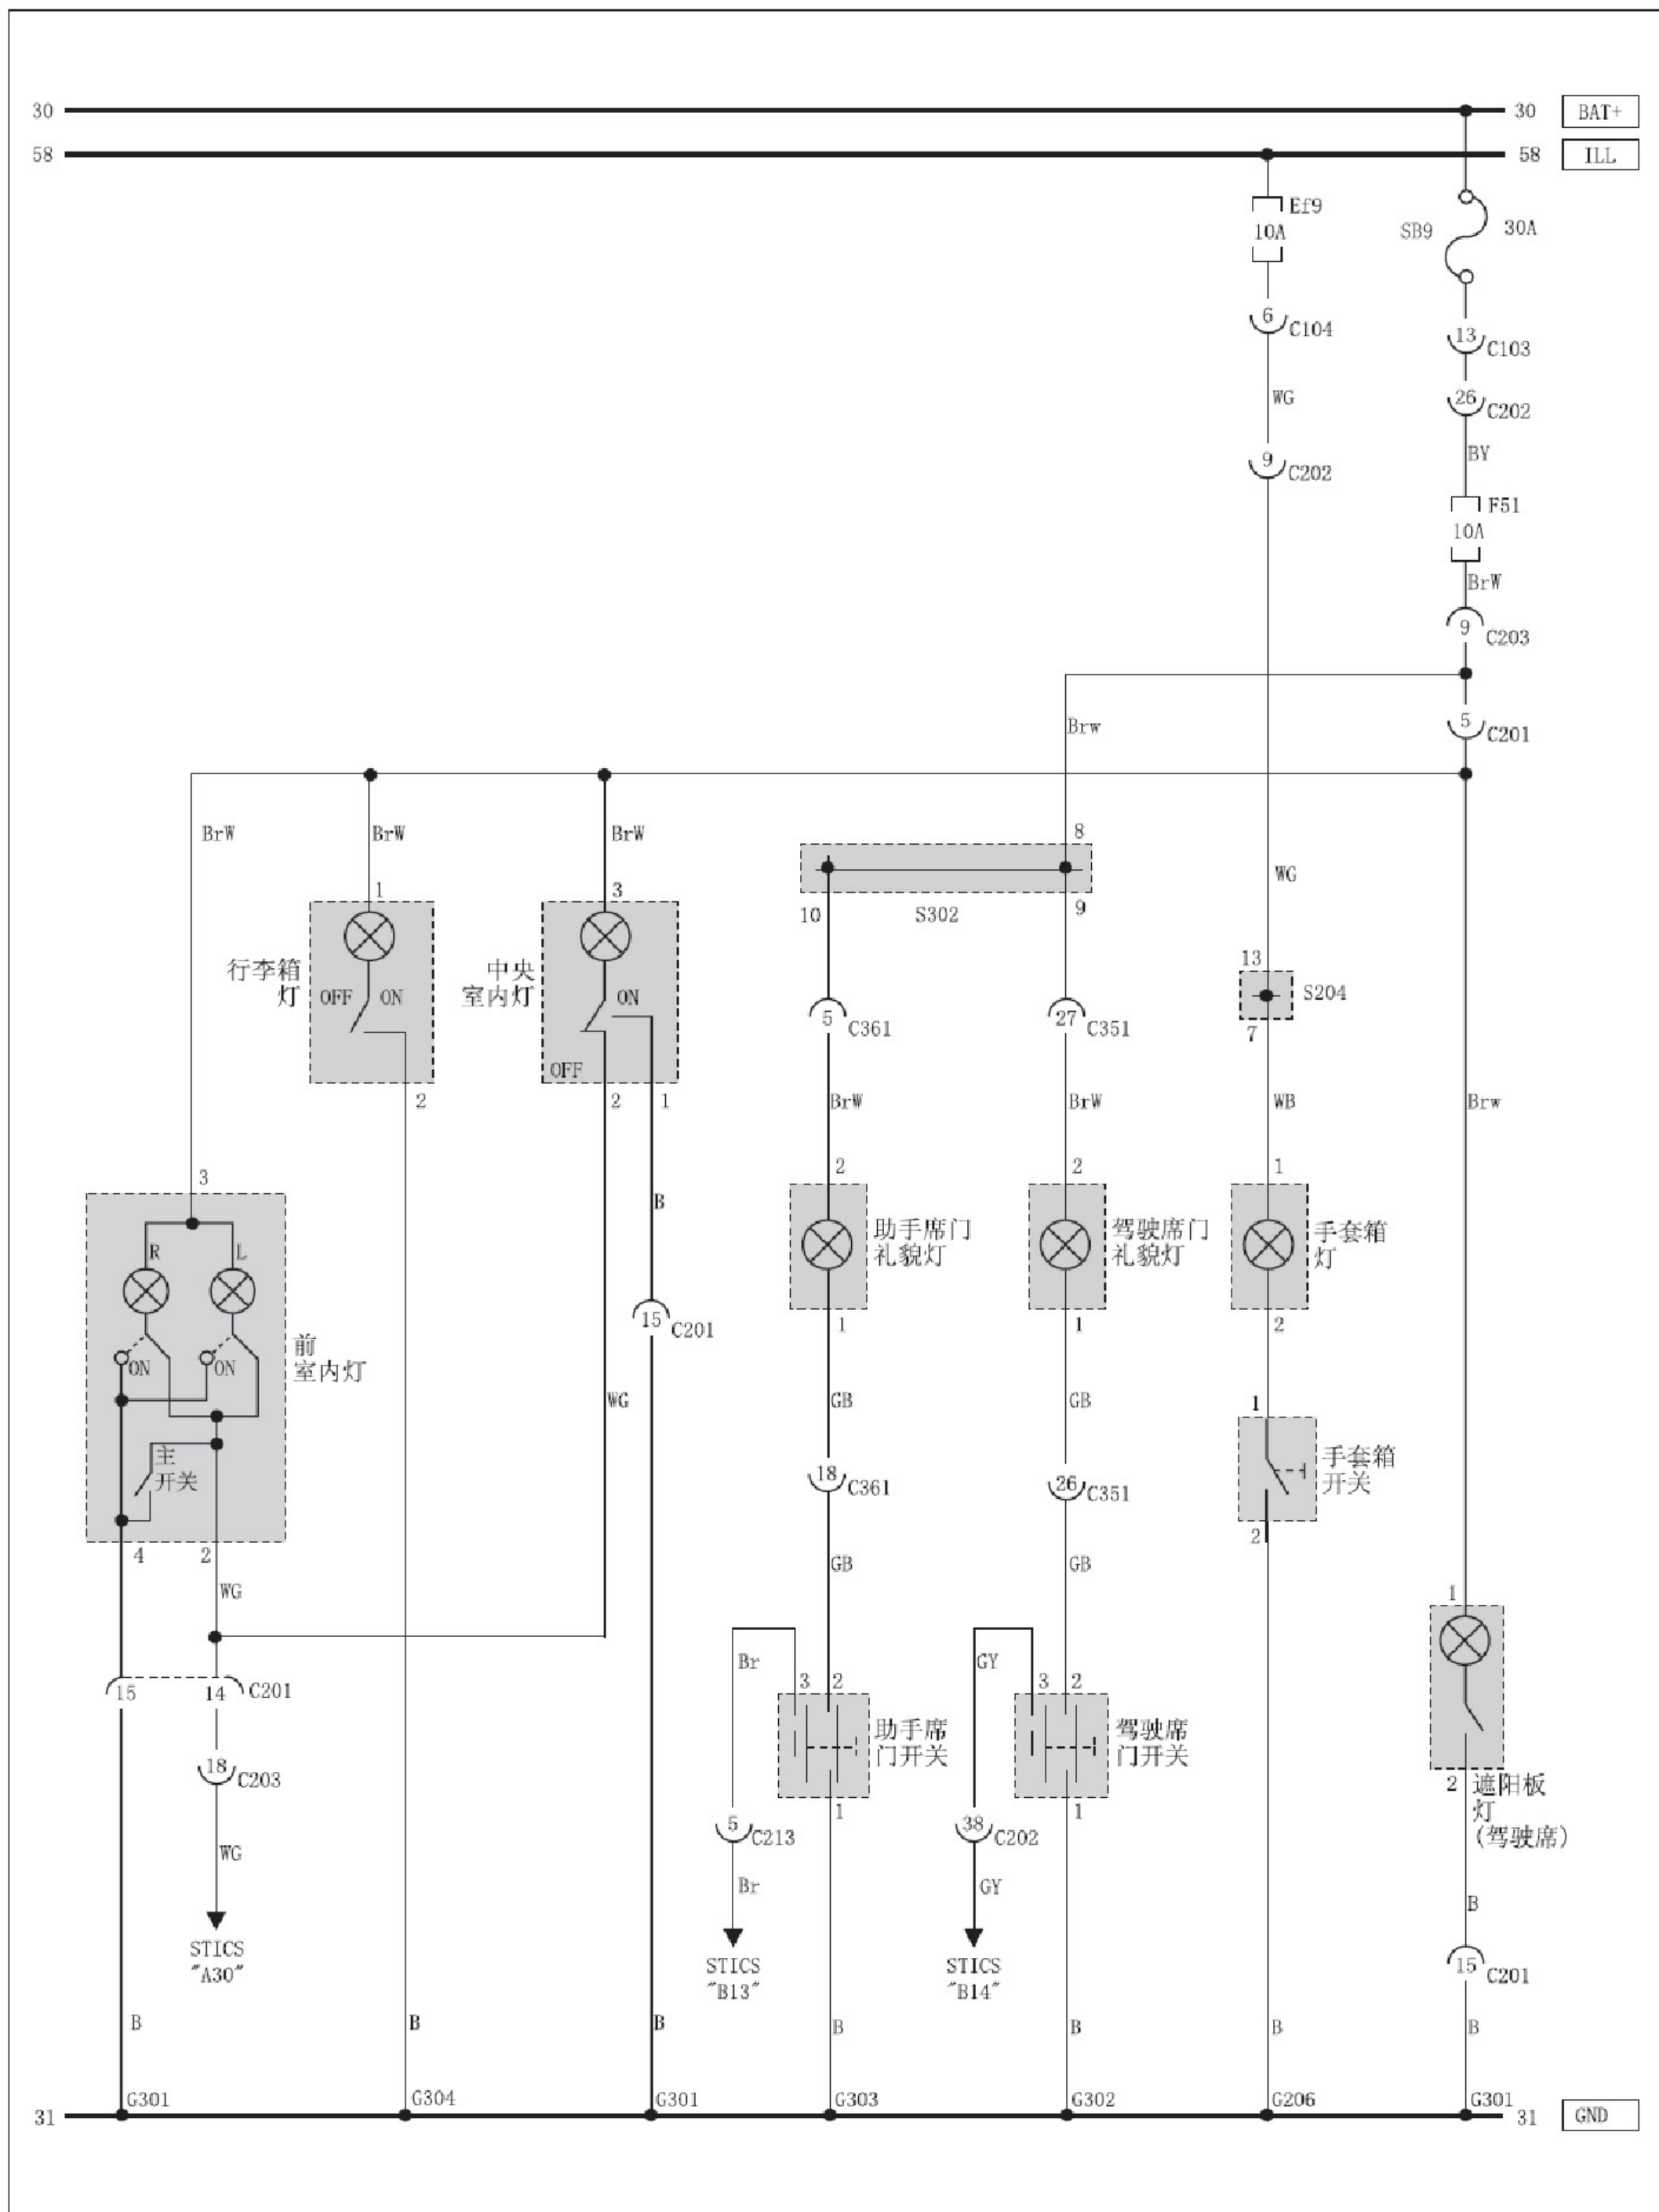 30
30
BAT+
58
58
ILL
Ef9
10A
SB9
30A
6
C104
13
C103
WG
26
C202
9
C202
BY
F51
10A
BrW
9
C203
Brw
5
C201
BrW
BrW
BrW
8
1
3
10
S302
9
WG
行李箱
灯
OFF
ON
中央
室内灯
ON
OFF
13
S204
7
5
C361
27
C351
2
2
1
BrW
BrW
WB
Brw
3
B
2
2
1
R
L
助手席门
礼貌灯
驾驶席门
礼貌灯
手套箱
灯
15
C201
1
1
2
前
室内灯
ON
ON
WG
GB
GB
1
主
开关
手套箱
开关
18
C361
26
C351
2
4
2
GB
GB
WG
1
Br
GY
15
14
C201
3
2
3
2
助手席
门开关
驾驶席
门开关
18
C203
2
遮阳板
灯
(驾驶席)
1
1
5
C213
38
C202
WG
Br
GY
B
STICS
"A30"
STICS
"B13"
STICS
"B14"
15
C201
B
B
B
B
B
B
B
31
G301
G304
G301
G303
G302
G206
G301
31
GND